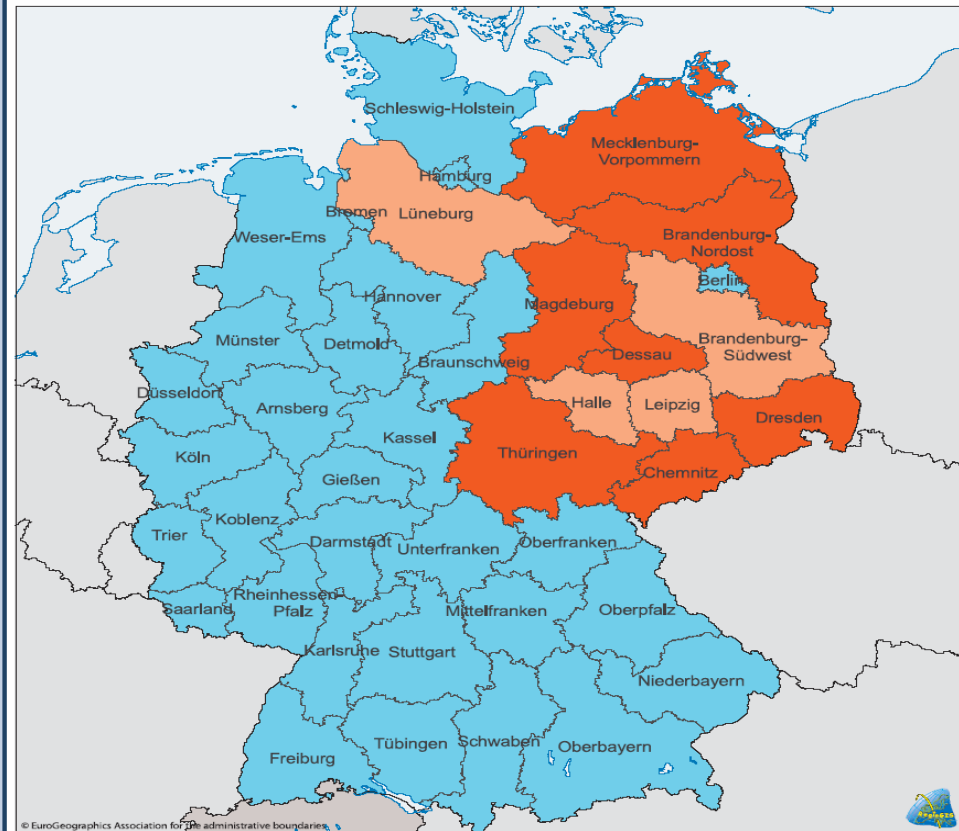 Schleswig-Holstein
Mecklenburg-
Vorpommern
Hamburg
Bremen
Lüneburg
Weser-Ems
Brandenburg-
Nordost
Berlin
Hannover
Magdeburg
Münster
Detmold
Braunschweig
Dessau
Brandenburg-
Südwest
Düsseldorf
Arnsberg
Halle
Leipzig
Dresden
Kassel
Köln
Thüringen
Gießen
Chemnitz
Koblenz
Trier
Darmstadt
Unterfranken
Oberfranken
Saarland
Rheinhessen-
Pfalz
Mittelfranken
Oberpfalz
Karlsruhe
Stuttgart
Niederbayern
Freiburg
Tübingen
Schwaben
Oberbayern
© EuroGeographics Association for the administrative boundaries
RegioGIS